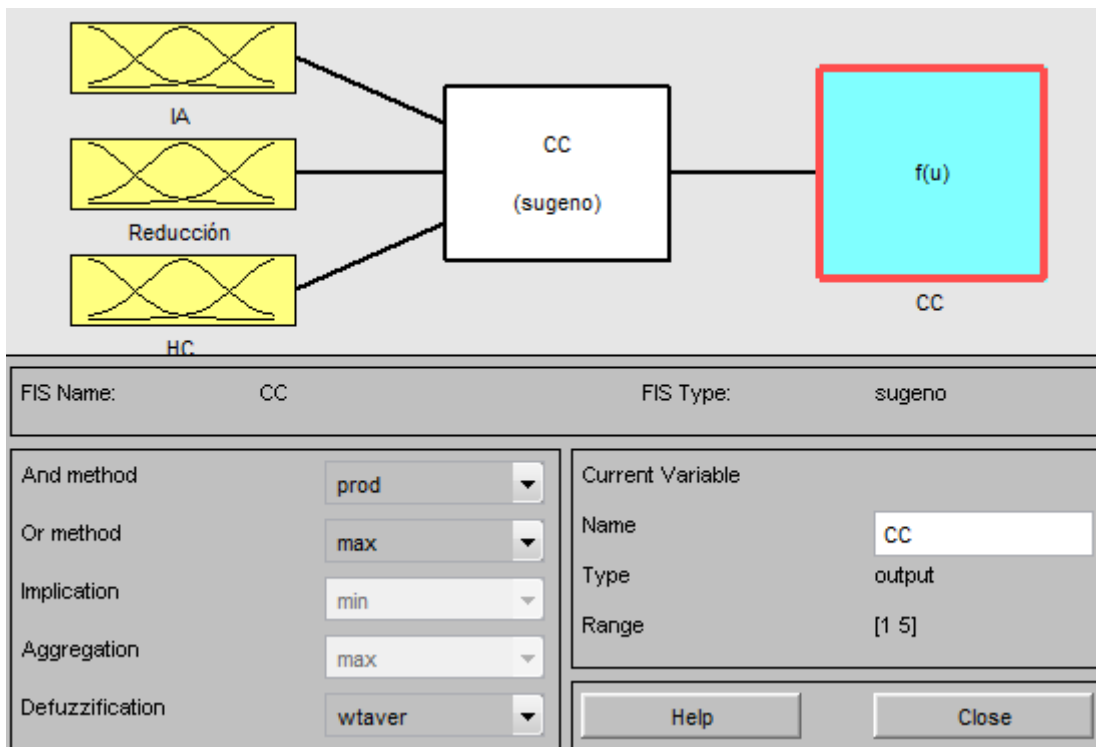 IA
Reducción
HC
CC
(sugeno)
f(u)
CC
FIS Name: CC FIS Type: sugeno
And method prod
Or method max
Implication min
Aggregation max
Defuzzification wtaver
Current Variable
Name CC
Type output
Range [1 5]
Help Close